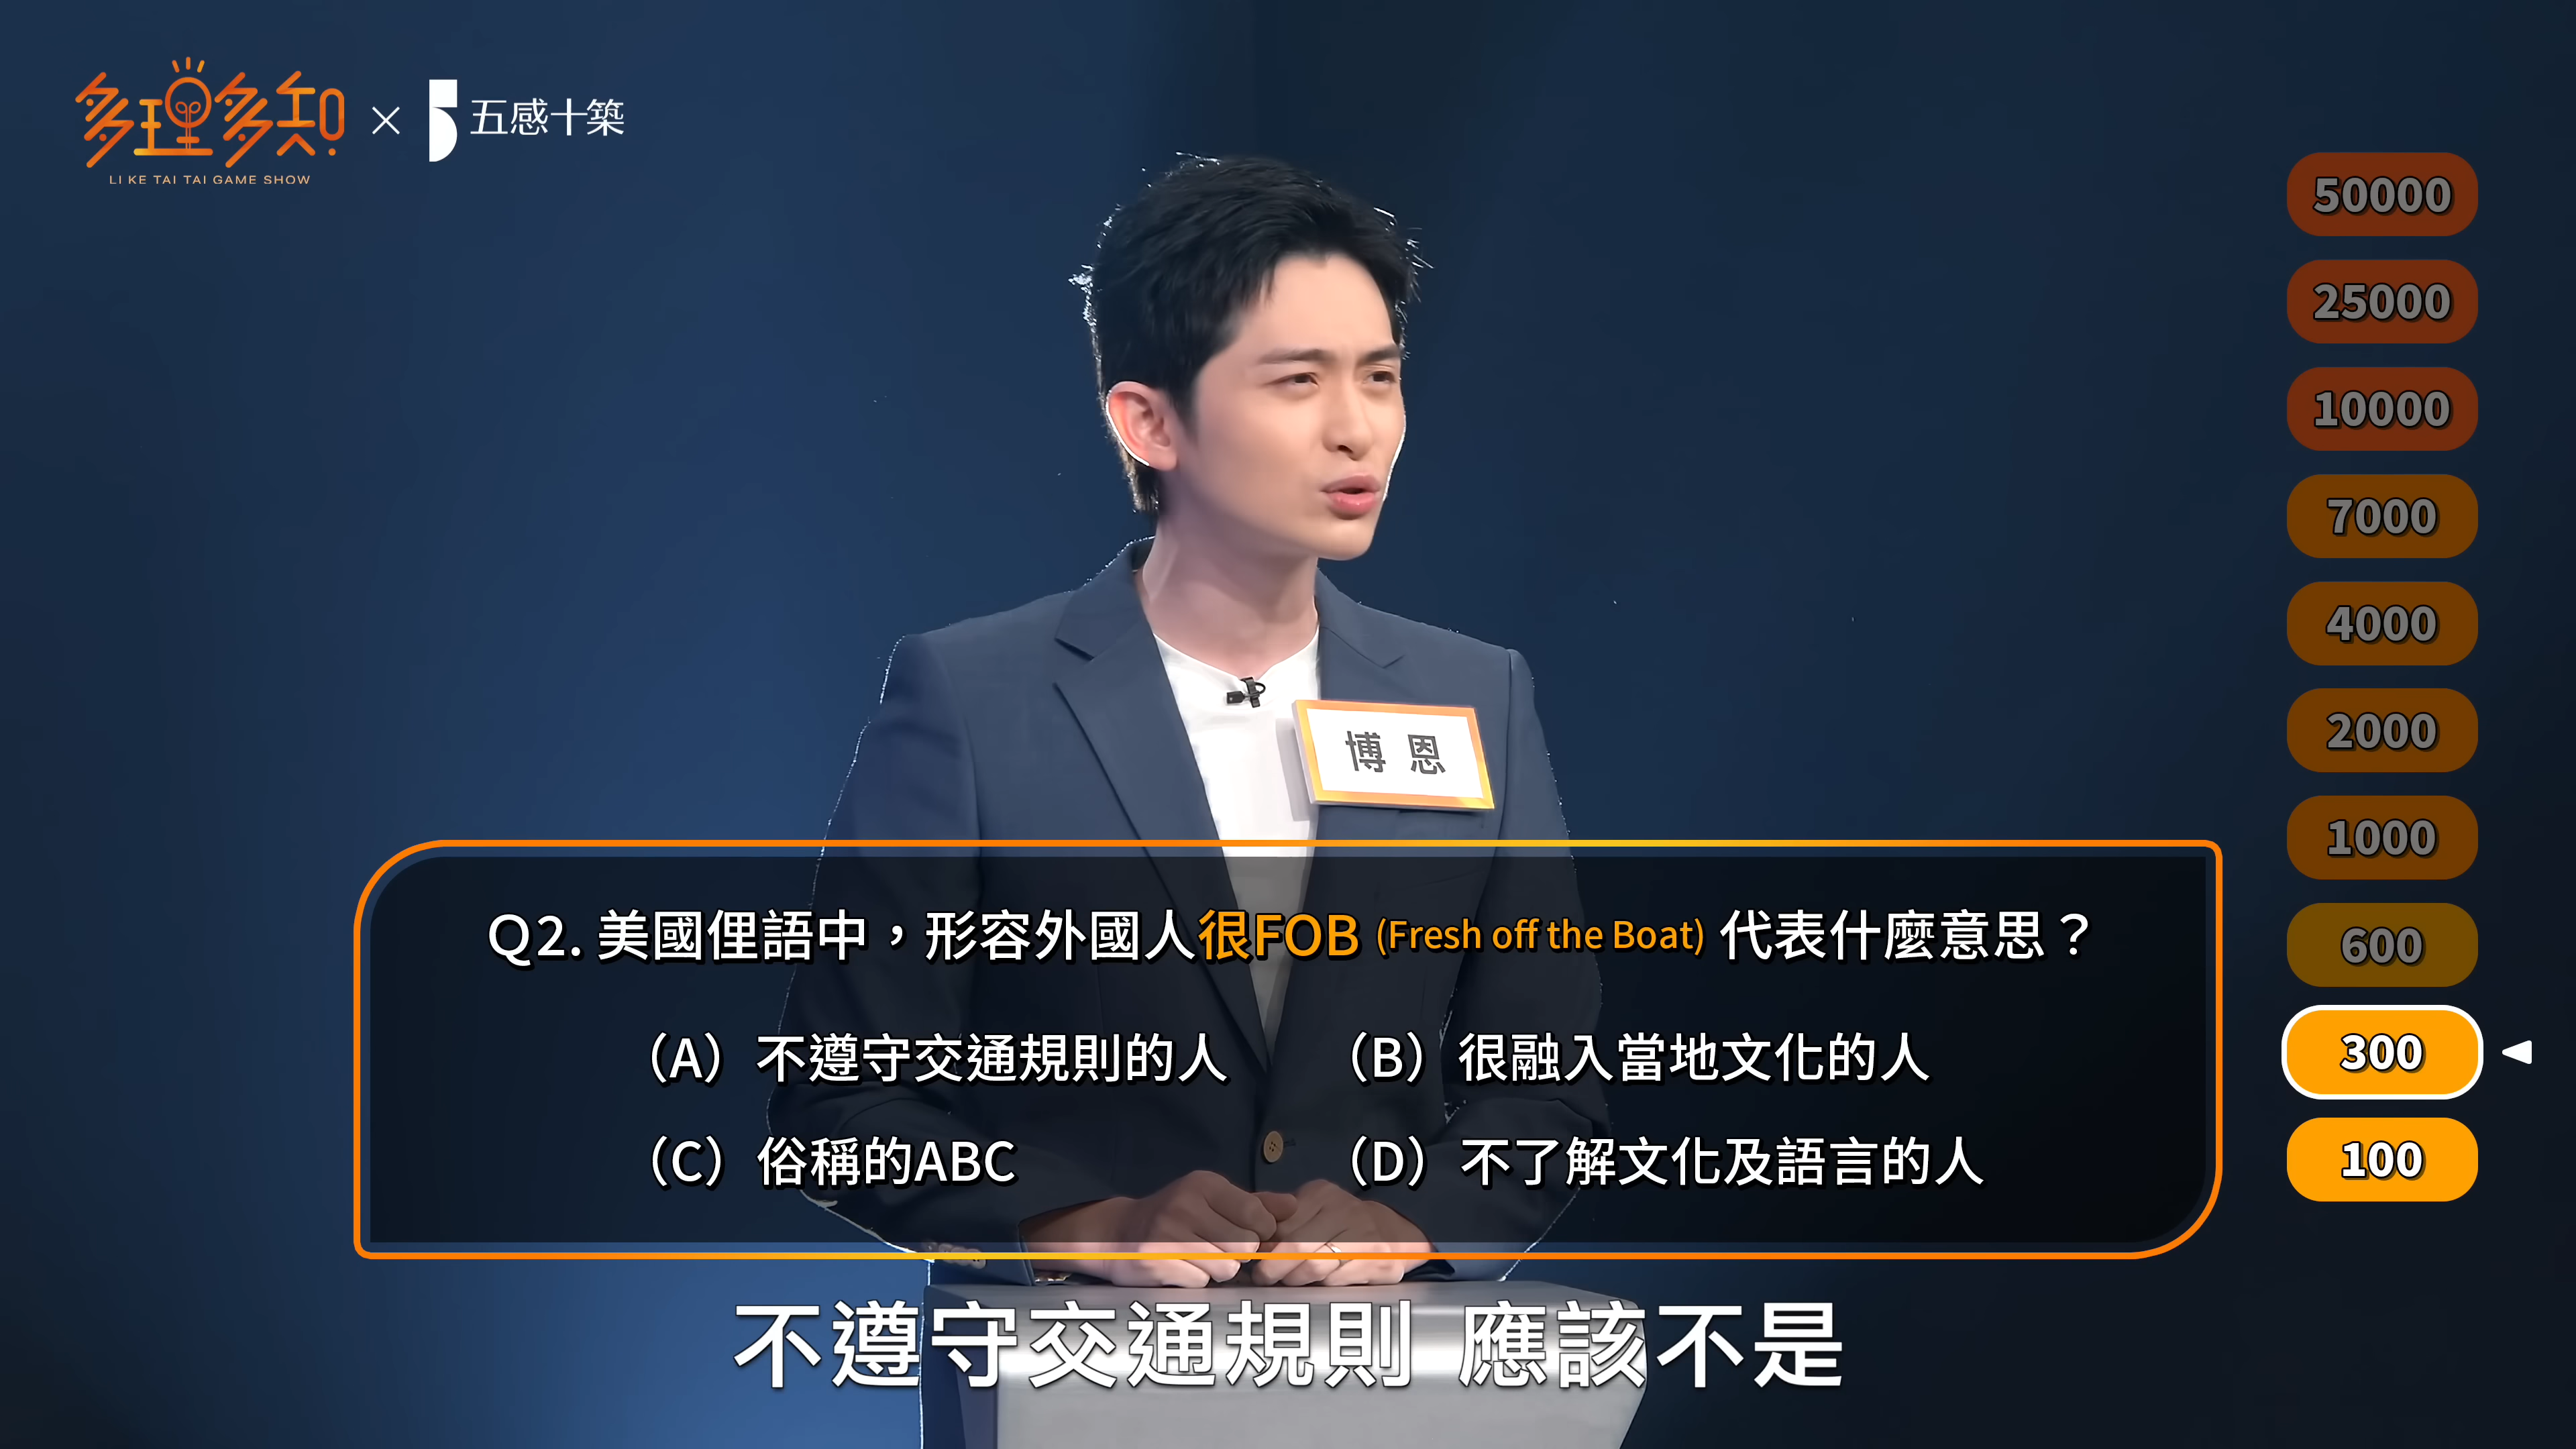 多理多知
LI KE TAI TAI GAME SHOW
×
五感十築
50000
25000
10000
7000
4000
2000
1000
600
300
100
博恩
Q2. 美國俚語中，形容外國人很FOB (Fresh off the Boat) 代表什麼意思？
（A）不遵守交通規則的人
（B）很融入當地文化的人
（C）俗稱的ABC
（D）不了解文化及語言的人
不遵守交通規則 應該不是